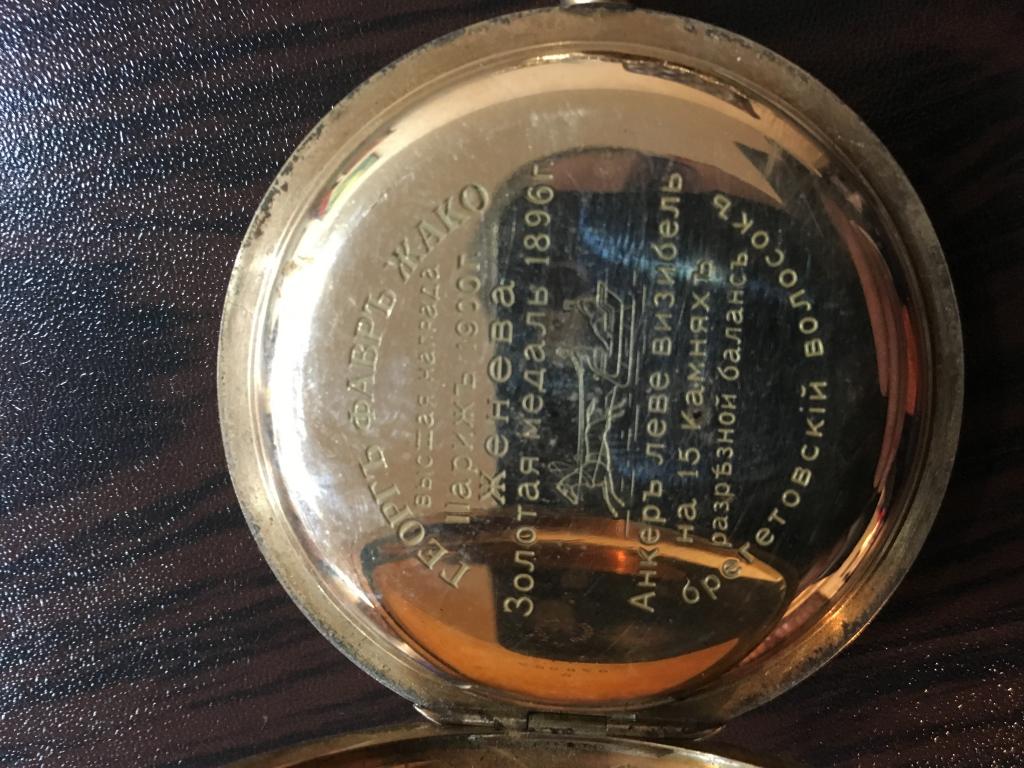 ГЕОРГЪ ФАВРЪ ЖАКО
высшая награда
Парижъ 1900 г.
Женева
Золотая медаль 1896 г.
Анкеръ леве визибель
на 15 Камняхъ
разрѣзной балансъ
брегетовскій волосокъ